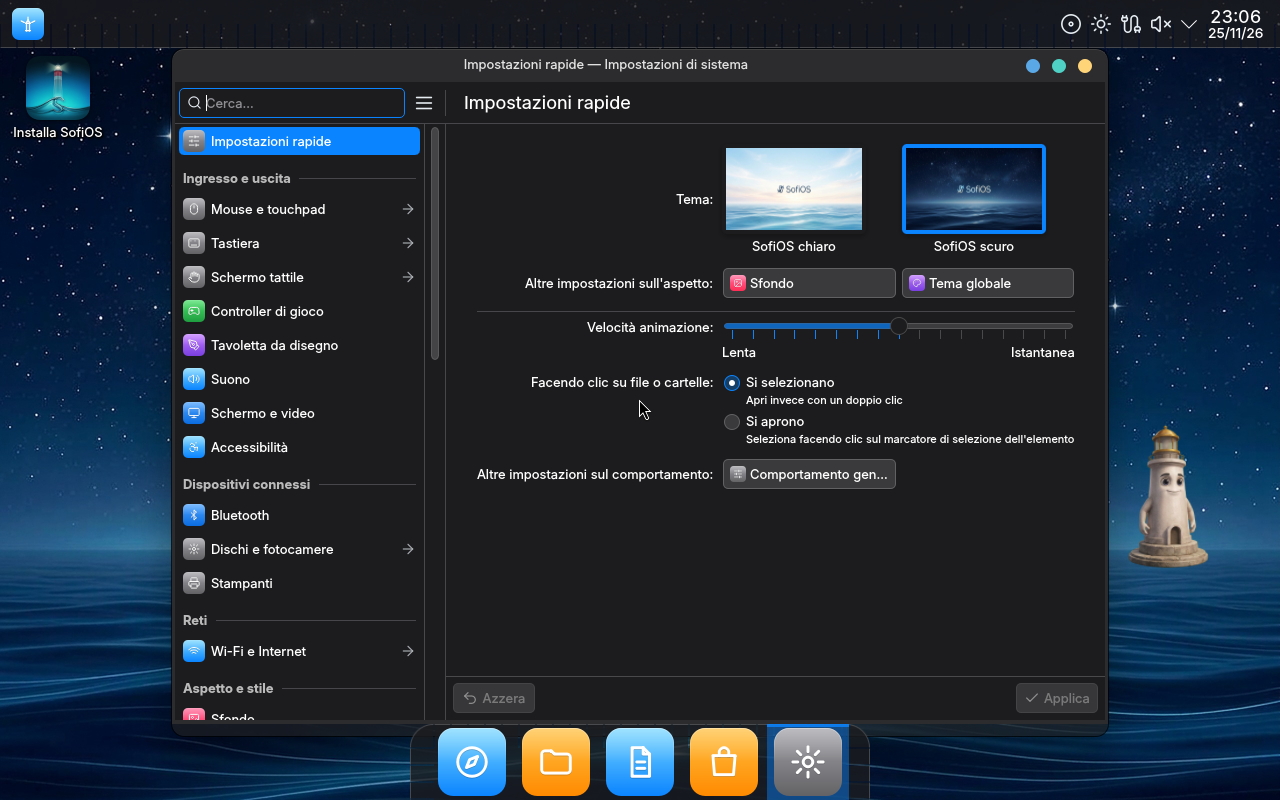 23:06
25/11/26
Installa SofiOS
Impostazioni rapide — Impostazioni di sistema
Cerca...
Impostazioni rapide
Impostazioni rapide
Ingresso e uscita
Mouse e touchpad
Tastiera
Schermo tattile
Controller di gioco
Tavoletta da disegno
Suono
Schermo e video
Accessibilità
Dispositivi connessi
Bluetooth
Dischi e fotocamere
Stampanti
Reti
Wi-Fi e Internet
Aspetto e stile
Sfondo
Tema:
SofiOS
SofiOS
SofiOS chiaro
SofiOS scuro
Altre impostazioni sull'aspetto:
Sfondo
Tema globale
Velocità animazione:
Lenta
Istantanea
Facendo clic su file o cartelle:
Si selezionano
Apri invece con un doppio clic
Si aprono
Seleziona facendo clic sul marcatore di selezione dell'elemento
Altre impostazioni sul comportamento:
Comportamento gen...
Azzera
Applica